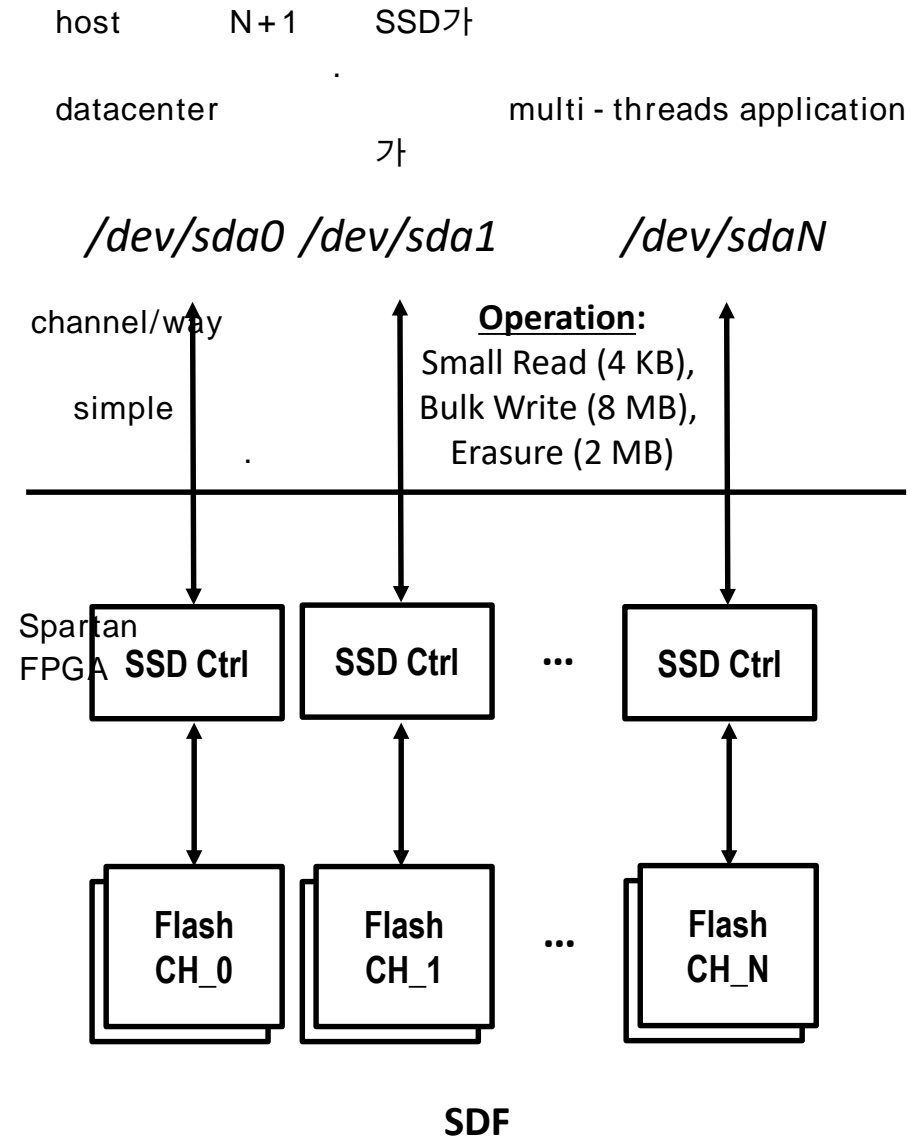 host N+1 SSD가
.
datacenter multi-threads application
가
/dev/sda0 /dev/sda1 /dev/sdaN
channel/way
Operation:
Small Read (4 KB),
simple
Bulk Write (8 MB),
.
Erasure (2 MB)
Spartan
FPGA
SSD Ctrl SSD Ctrl ... SSD Ctrl
Flash Flash ... Flash
CH_0 CH_1 CH_N
SDF